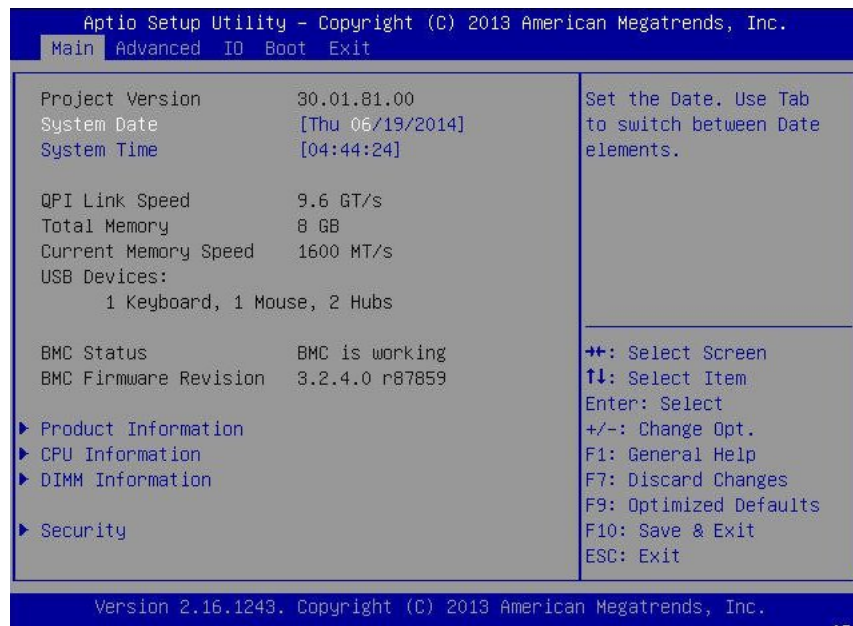 Aptio Setup Utility – Copyright (C) 2013 American Megatrends, Inc.
Main Advanced IO Boot Exit
Project Version 30.01.81.00
System Date [Thu 06/19/2014]
System Time [04:44:24]
QPI Link Speed 9.6 GT/s
Total Memory 8 GB
Current Memory Speed 1600 MT/s
USB Devices:
1 Keyboard, 1 Mouse, 2 Hubs
BMC Status BMC is working
BMC Firmware Revision 3.2.4.0 r87859
Product Information
CPU Information
DIMM Information
Security
Set the Date. Use Tab
to switch between Date
elements.
→←: Select Screen
↑↓: Select Item
Enter: Select
+/-: Change Opt.
F1: General Help
F7: Discard Changes
F9: Optimized Defaults
F10: Save & Exit
ESC: Exit
Version 2.16.1243. Copyright (C) 2013 American Megatrends, Inc.